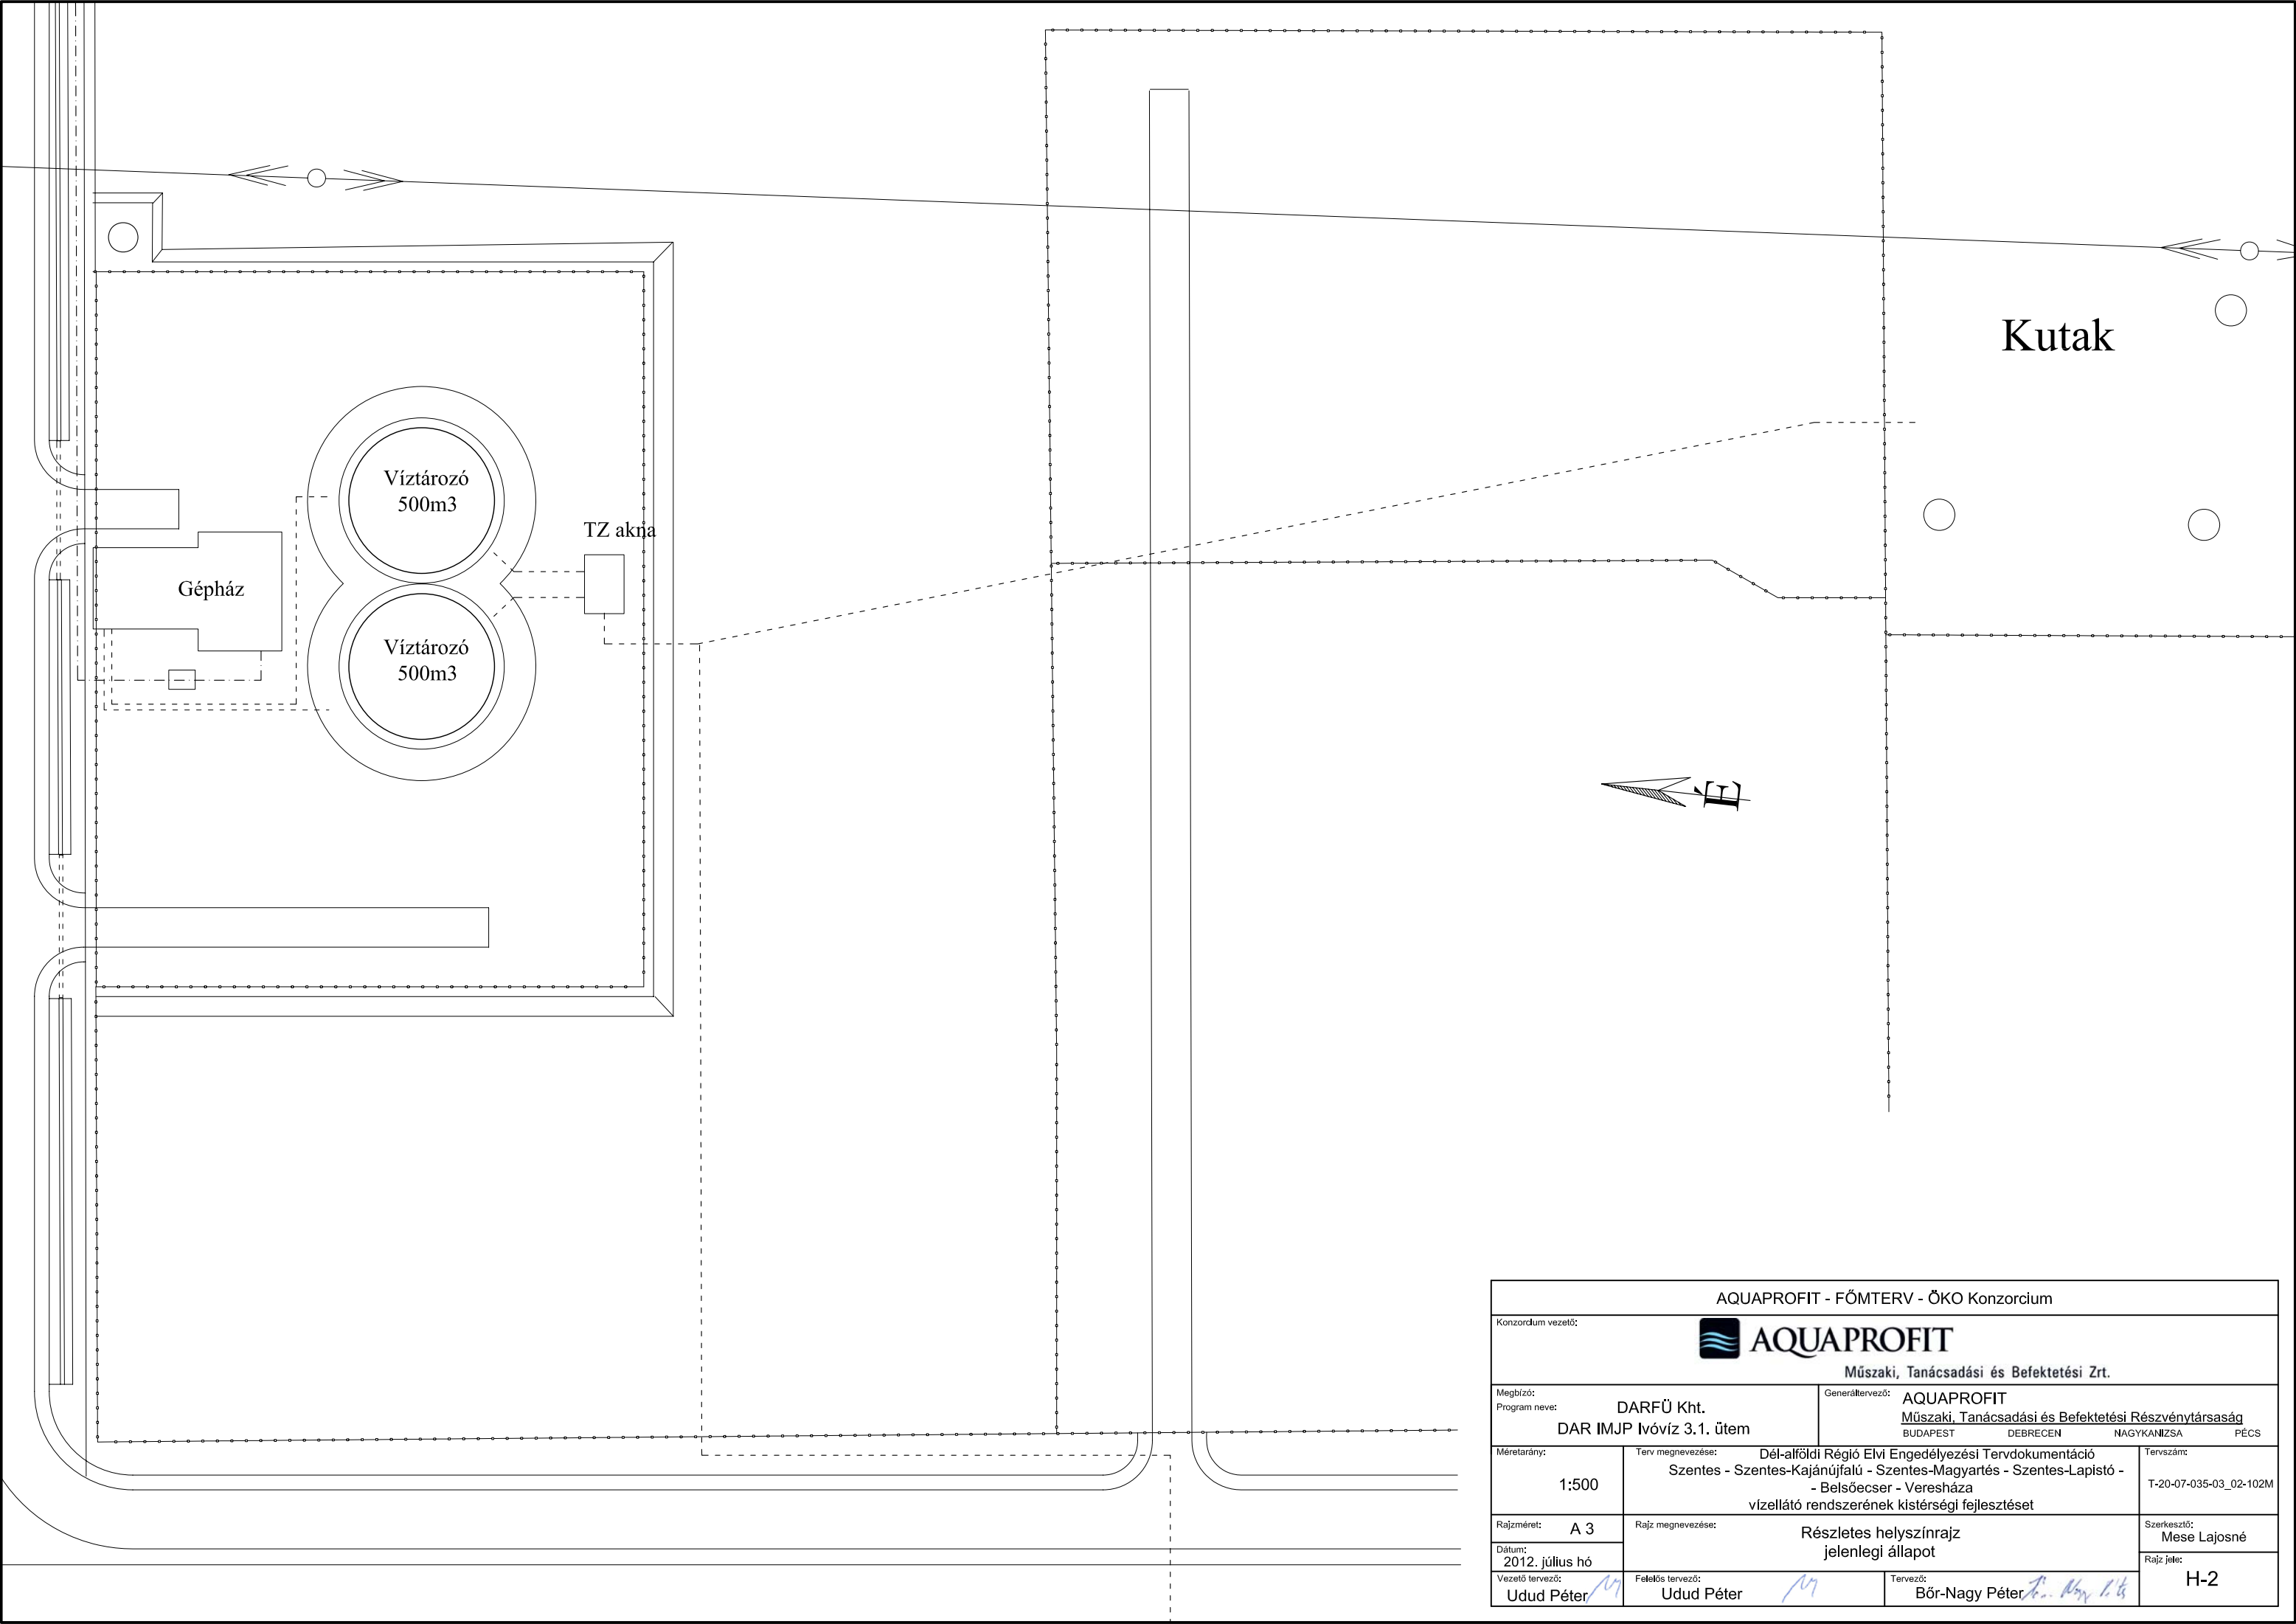 Kutak
Víztározó
500m3
TZ akna
Gépház
Víztározó
500m3
É
AQUAPROFIT - FŐMTERV - ÖKO Konzorcium
Konzorcium vezető:
AQUAPROFIT
Műszaki, Tanácsadási és Befektetési Zrt.
Megbízó:
Program neve:
DARFÜ Kht.
DAR IMJP Ivóvíz 3.1. ütem
Generáltervező:
AQUAPROFIT
Műszaki, Tanácsadási és Befektetési Részvénytársaság
BUDAPEST DEBRECEN NAGYKANIZSA PÉCS
Méretarány:
1:500
Terv megnevezése:
Dél-alföldi Régió Elvi Engedélyezési Tervdokumentáció
Szentes - Szentes-Kajánújfalú - Szentes-Magyartés - Szentes-Lapistó -
- Belsőecser - Veresháza
vízellátó rendszerének kistérségi fejlesztéset
Tervszám:
T-20-07-035-03_02-102M
Rajzméret: A 3
Dátum:
2012. július hó
Rajz megnevezése:
Részletes helyszínrajz
jelenlegi állapot
Szerkesztő:
Mese Lajosné
Rajz jele:
H-2
Vezető tervező:
Udud Péter
Felelős tervező:
Udud Péter
Tervező:
Bőr-Nagy Péter